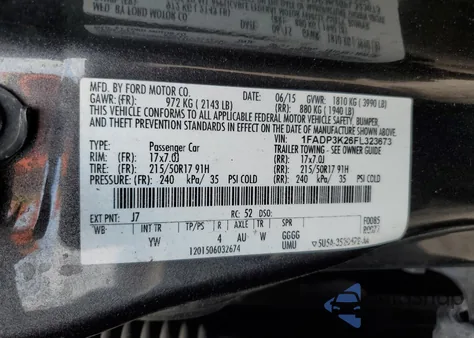 MFD. BY FORD MOTOR CO.
06/15 GVWR: 1810 KG ( 3990 LB)
GAWR: (FR): 972 KG ( 2143 LB) (RR): 880 KG ( 1940 LB)
THIS VEHICLE CONFORMS TO ALL APPLICABLE FEDERAL MOTOR VEHICLE SAFETY, BUMPER,
AND THEFT PREVENTION STANDARDS IN EFFECT ON THE DATE OF MANUFACTURE SHOWN ABOVE.
VIN: 1FADP3K26FL323673
TYPE: Passenger Car TRAILER TOWING - SEE OWNER GUIDE
RIM: (FR): 17x7.0J (RR): 17x7.0J
TIRE: (FR): 215/50R17 91H (RR): 215/50R17 91H
PRESSURE: (FR): 240 kPa/ 35 PSI COLD (RR): 240 kPa/ 35 PSI COLD
EXT PNT: J7 RC: 52 DSO:
WB TP/PS R AXLE TR SPR F0085
INT TR
YW 4 AU * W GGGG
1201506032674 UMU